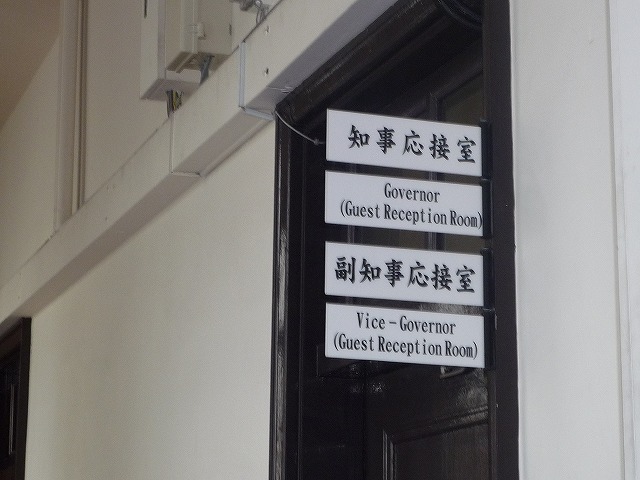 知事応接室
Governor
(Guest Reception Room)
副知事応接室
Vice-Governor
(Guest Reception Room)